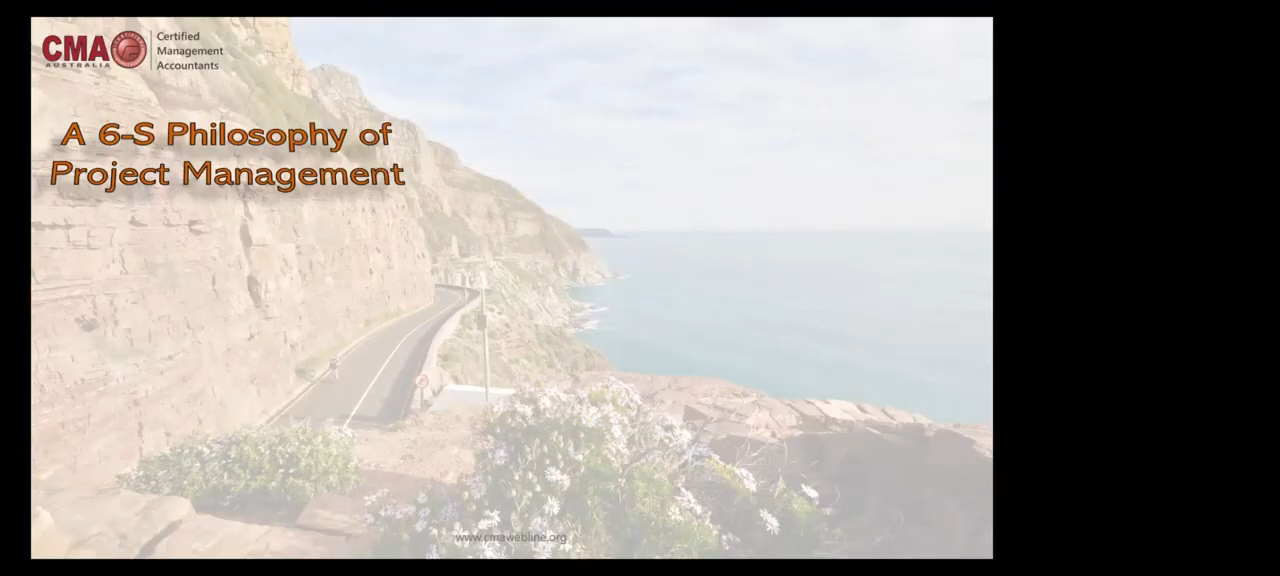 CMA
AUSTRALIA
Certified
Management
Accountants
A 6-S Philosophy of
Project Management
www.cmawebline.org